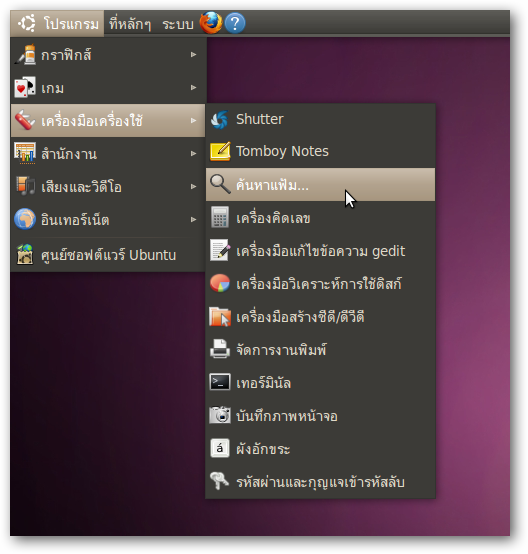 โปรแกรม ที่หลักๆ ระบบ ?
กราฟิกส์
เกม
เครื่องมือเครื่องใช้
สำนักงาน
เสียงและวิดีโอ
อินเทอร์เน็ต
ศูนย์ซอฟต์แวร์ Ubuntu
Shutter
Tomboy Notes
ค้นหาแฟ้ม...
เครื่องคิดเลข
เครื่องมือแก้ไขข้อความ gedit
เครื่องมือวิเคราะห์การใช้ดิสก์
เครื่องมือสร้างซีดี/ดีวีดี
จัดการงานพิมพ์
เทอร์มินัล
บันทึกภาพหน้าจอ
á ผังอักขระ
รหัสผ่านและกุญแจเข้ารหัสลับ